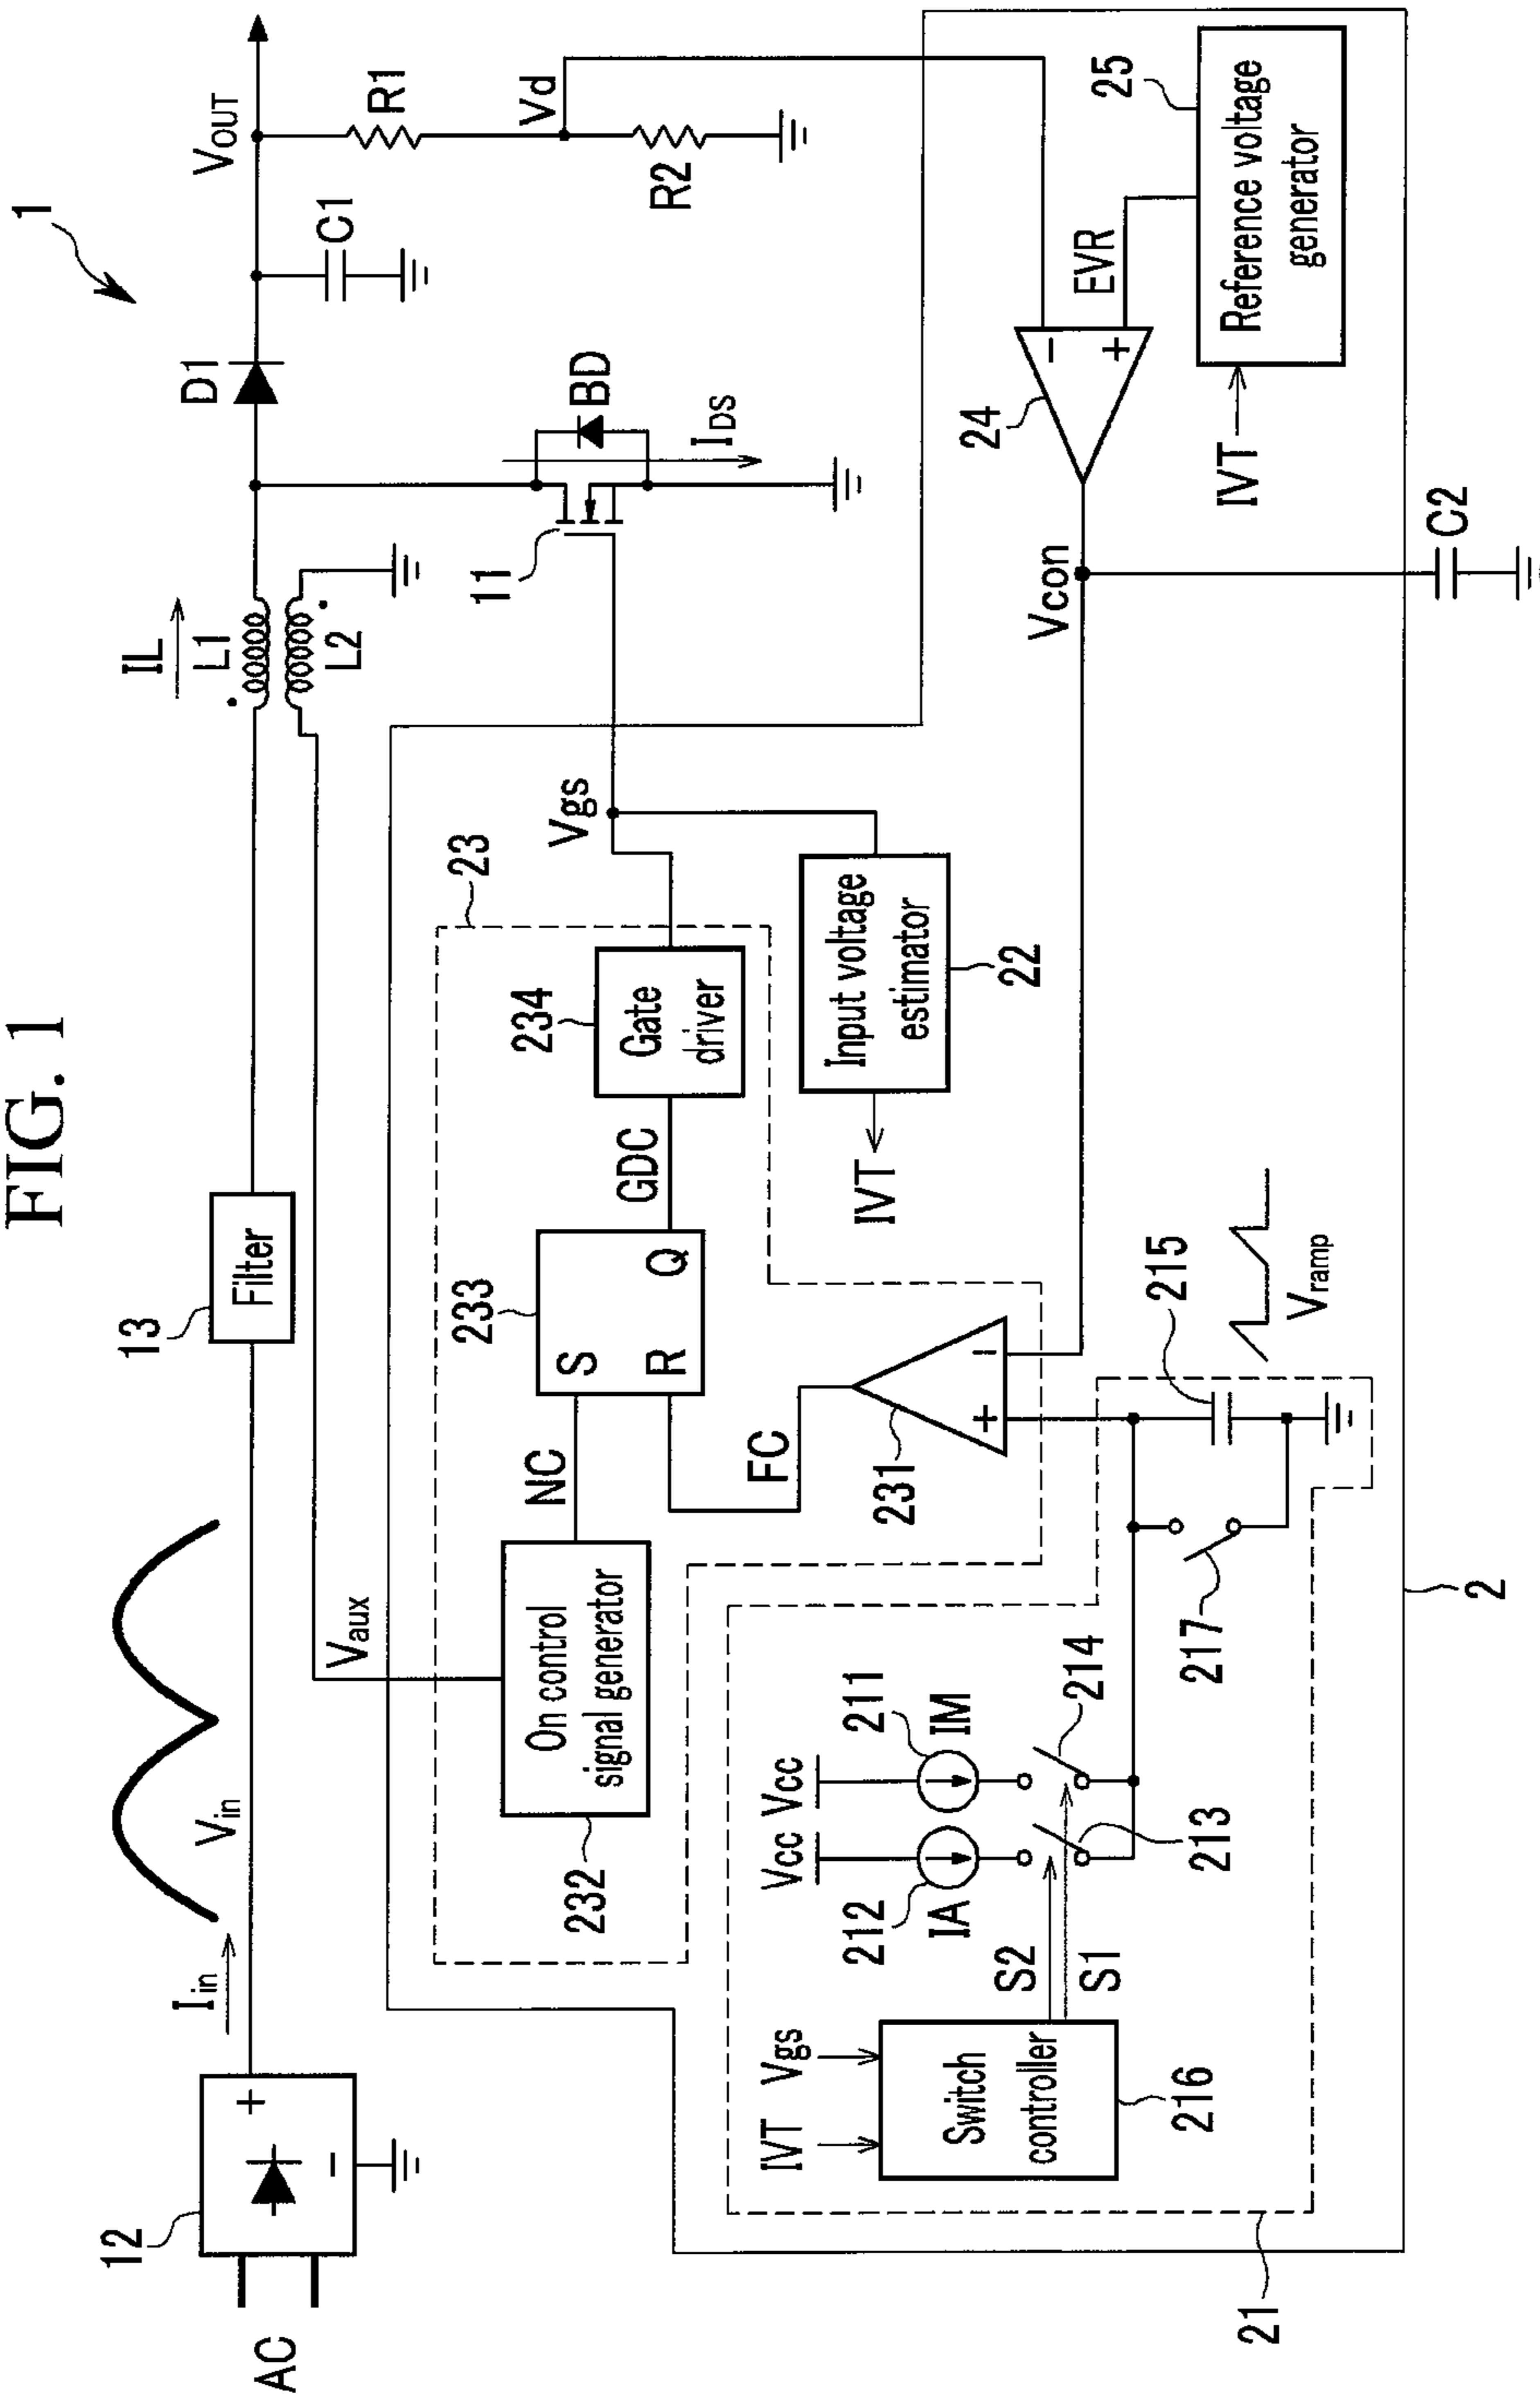 FIG. 1
1
AC
12
+
−
Iin
Vin
13
Filter
IL
L1
L2
D1
VOUT
C1
R1
Vd
R2
11
BD
IDS
Vaux
23
232
On control
signal generator
NC
233
S
R
Q
GDC
234
Gate
driver
Vgs
FC
231
+
−
Input voltage
estimator
22
IVT
Vcon
C2
24
−
+
EVR
25
Reference voltage
generator
IVT
21
IVT
Vgs
Switch
controller
216
S2
S1
Vcc
Vcc
212
IA
211
IM
213
214
217
215
Vramp
2